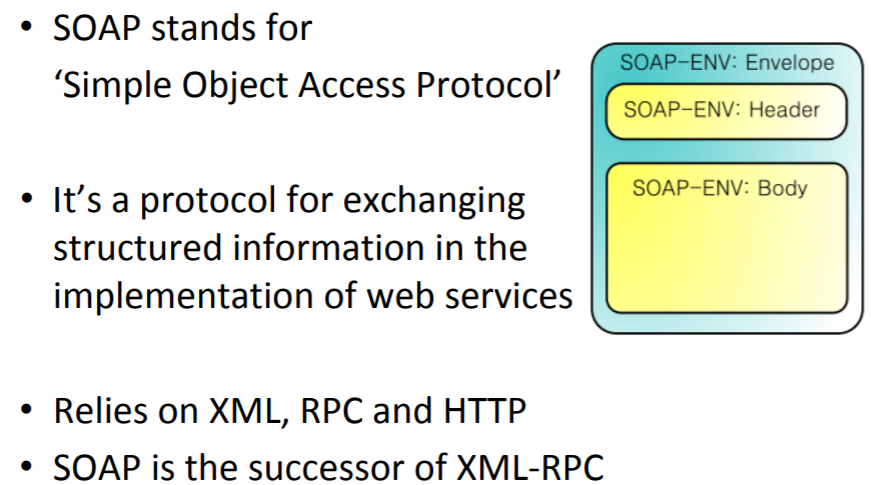 • SOAP stands for
‘Simple Object Access Protocol’
• It’s a protocol for exchanging
structured information in the
implementation of web services
• Relies on XML, RPC and HTTP
• SOAP is the successor of XML-RPC
SOAP-ENV: Envelope
SOAP-ENV: Header
SOAP-ENV: Body